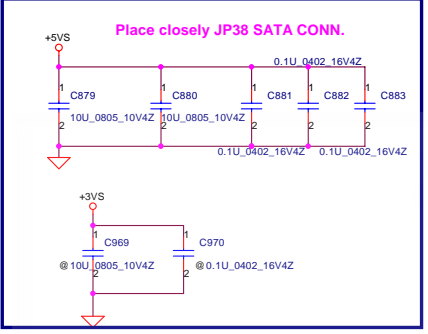 Place closely JP38 SATA CONN.
+5VS
0.1U_0402_16V4Z
1 1 1 1 1
C879 C880 C881 C882 C883
10U_0805_10V4Z 10U_0805_10V4Z
2 2 2 2 2
0.1U_0402_16V4Z 0.1U_0402_16V4Z
+3VS
1 1
C969 C970
@ 10U_0805_10V4Z @ 0.1U_0402_16V4Z
2 2